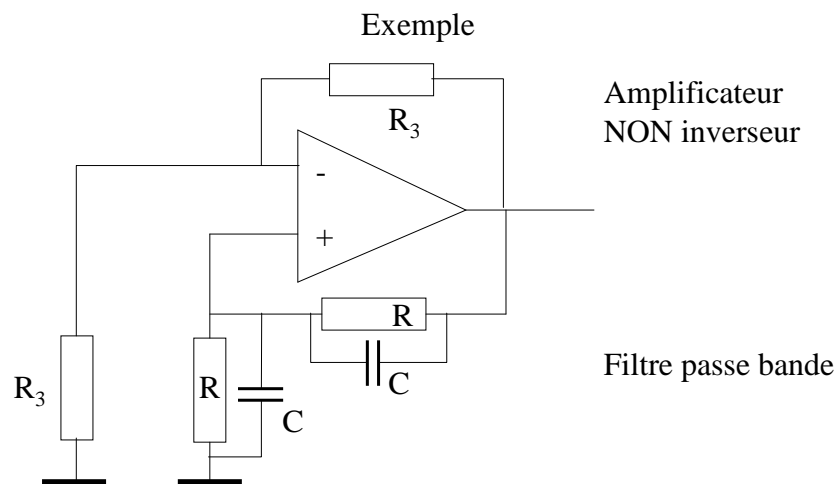 Exemple
R₃
Amplificateur
NON inverseur
-
+
R
C
R₃
R
C
Filtre passe bande